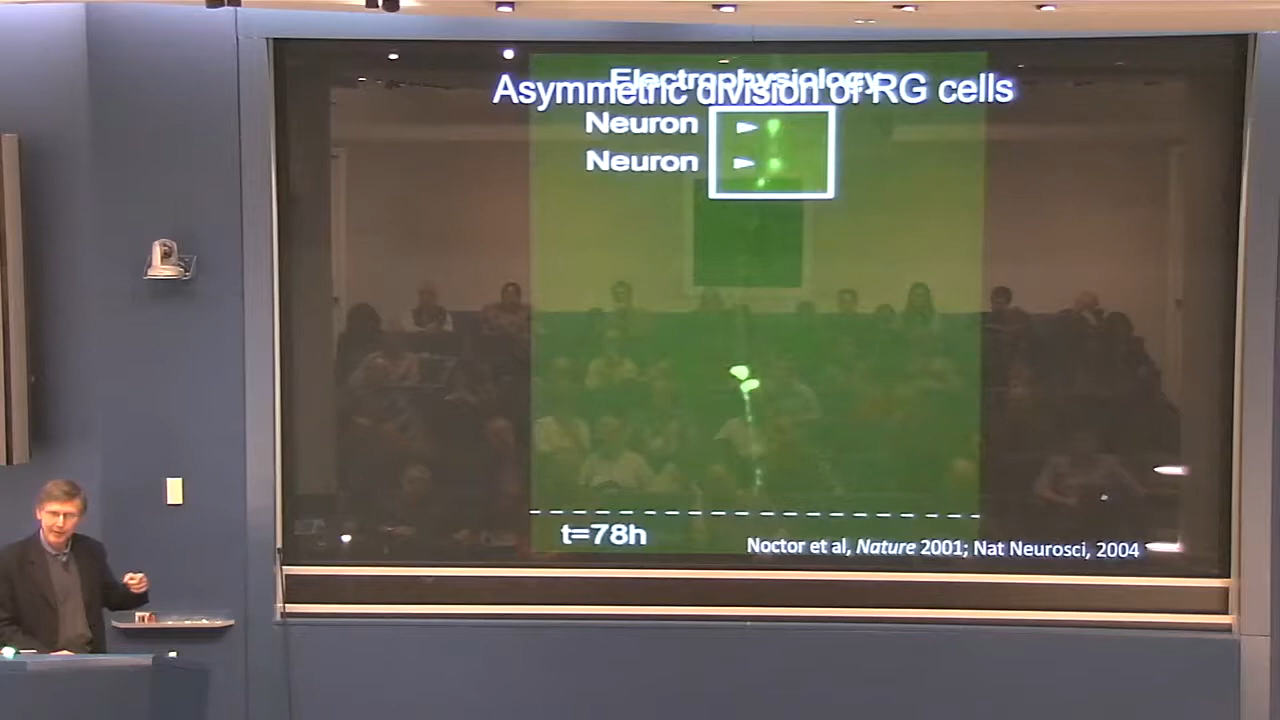 Electrophysiology
Asymmetric division of RG cells
Neuron
Neuron
t=78h
Noctor et al, Nature 2001; Nat Neurosci, 2004